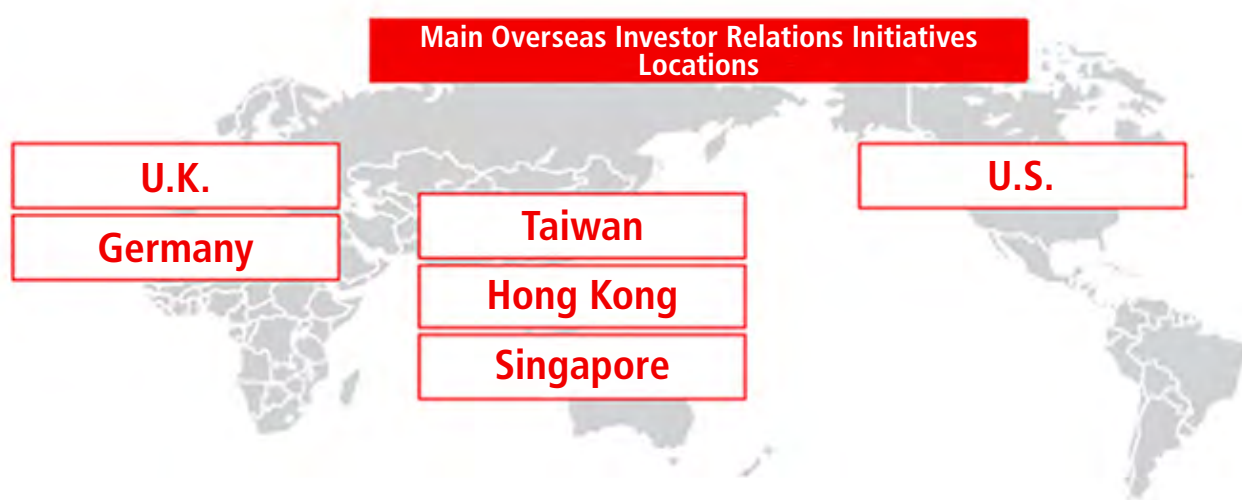 Main Overseas Investor Relations Initiatives
Locations
U.K.
Germany
Taiwan
Hong Kong
Singapore
U.S.